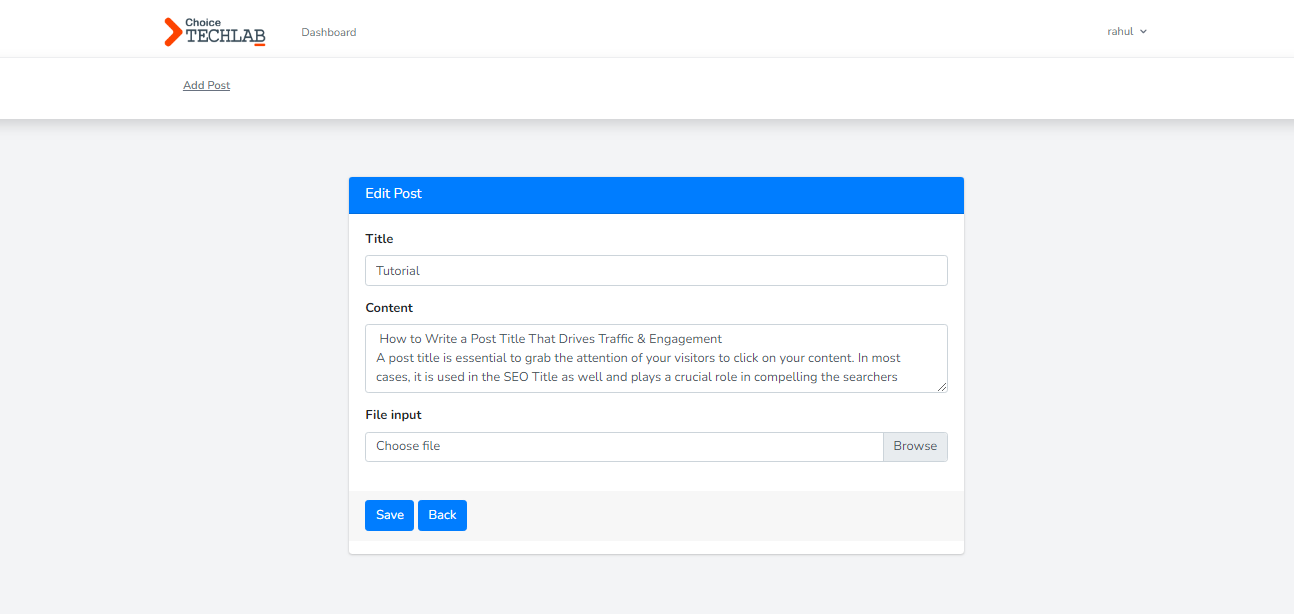 Choice
TECHLAB
Dashboard
rahul
Add Post
Edit Post
Title
Tutorial
Content
How to Write a Post Title That Drives Traffic & Engagement
A post title is essential to grab the attention of your visitors to click on your content. In most
cases, it is used in the SEO Title as well and plays a crucial role in compelling the searchers
File input
Choose file Browse
Save Back